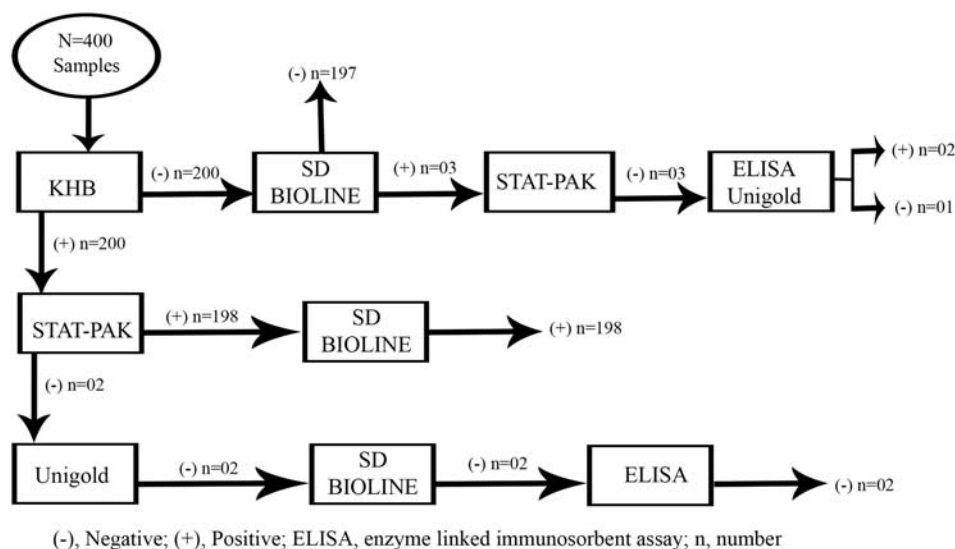 N=400
Samples
(-) n=197
KHB
(-) n=200
SD
BIOLINE
(+) n=03
STAT-PAK
(-) n=03
ELISA
Unigold
(+) n=02
(-) n=01
(+) n=200
STAT-PAK
(+) n=198
SD
BIOLINE
(+) n=198
(-) n=02
Unigold
(-) n=02
SD
BIOLINE
(-) n=02
ELISA
(-) n=02
(-), Negative; (+), Positive; ELISA, enzyme linked immunosorbent assay; n, number